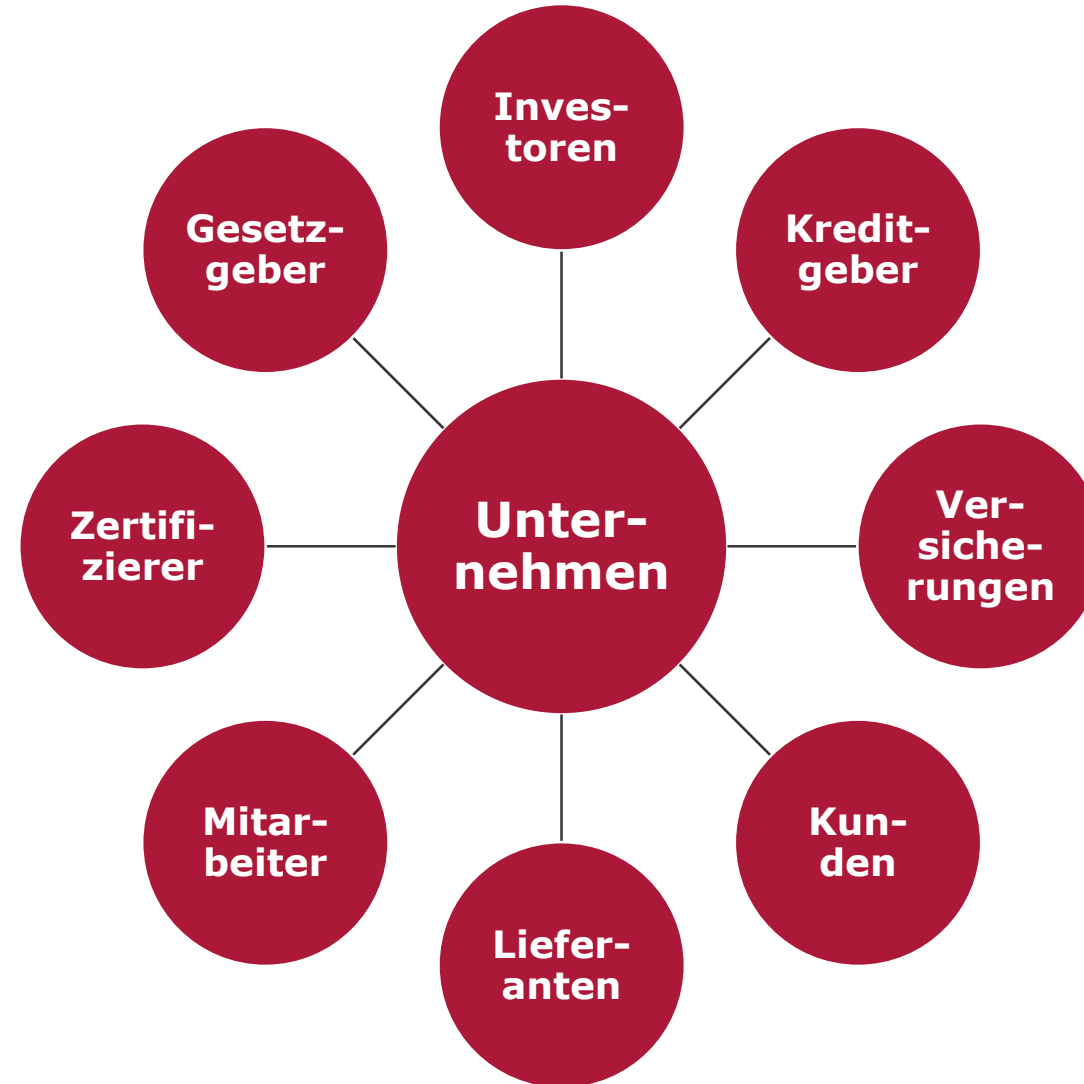 Inves-
toren
Gesetz-
geber
Kredit-
geber
Zertifi-
zierer
Unter-
nehmen
Ver-
siche-
rungen
Mitar-
beiter
Kun-
den
Liefer-
anten